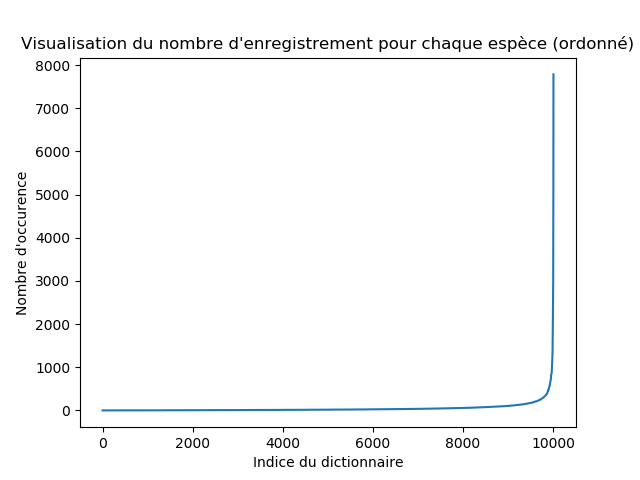 Visualisation du nombre d'enregistrement pour chaque espèce (ordonné)
8000
7000
6000
5000
4000
3000
2000
1000
0
Nombre d'occurence
0 2000 4000 6000 8000 10000
Indice du dictionnaire